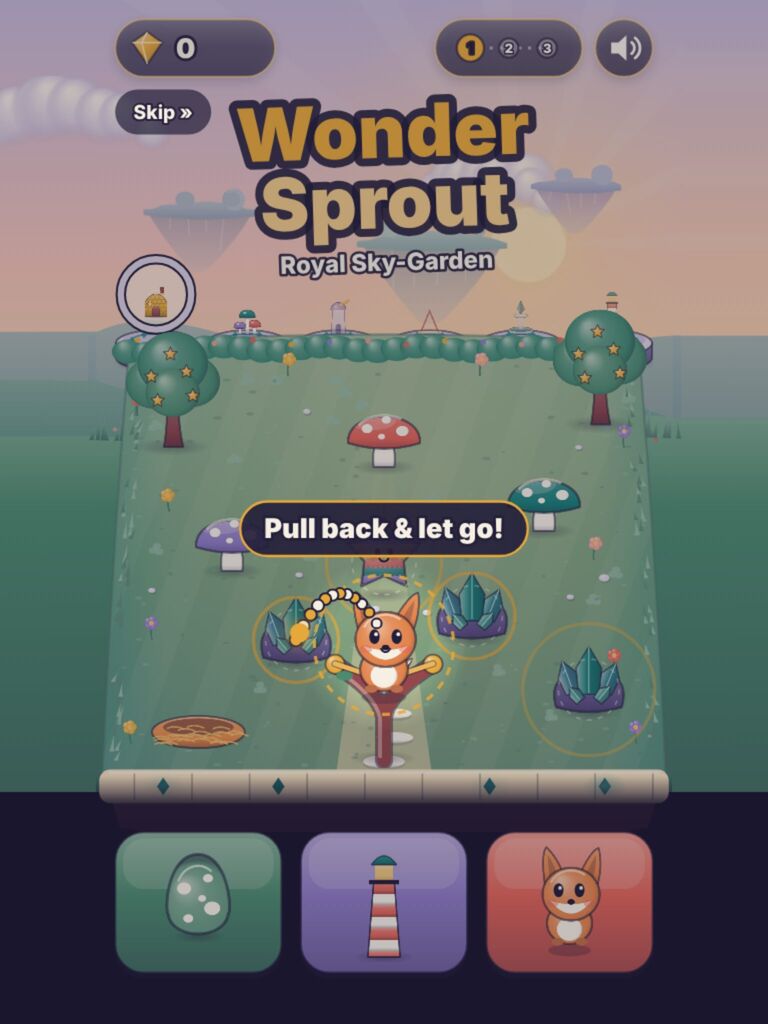 0
1 2 3
Skip »
Wonder
Sprout
Royal Sky-Garden
Pull back & let go!